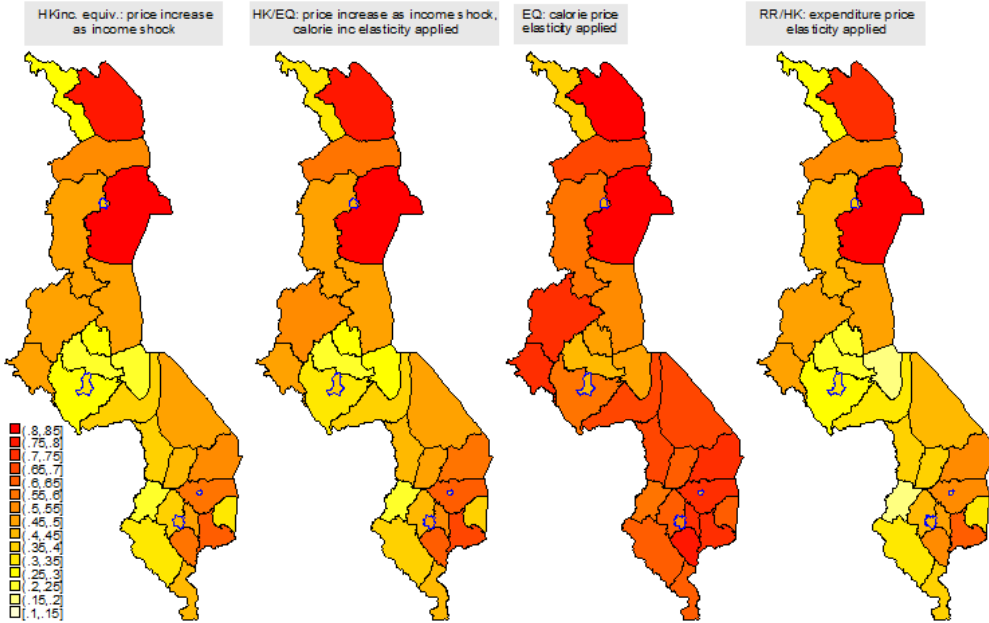 HKinc. equiv.: price increase
as income shock
HK/EQ: price increase as income shock,
calorie inc elasticity applied
EQ: calorie price
elasticity applied
RR/HK: expenditure price
elasticity applied
(.8,.85]
(.75,.8]
(.7,.75]
(.65,.7]
(.6,.65]
(.55,.6]
(.5,.55]
(.45,.5]
(.4,.45]
(.35,.4]
(.3,.35]
(.25,.3]
(.2,.25]
(.15,.2]
[.1,.15]